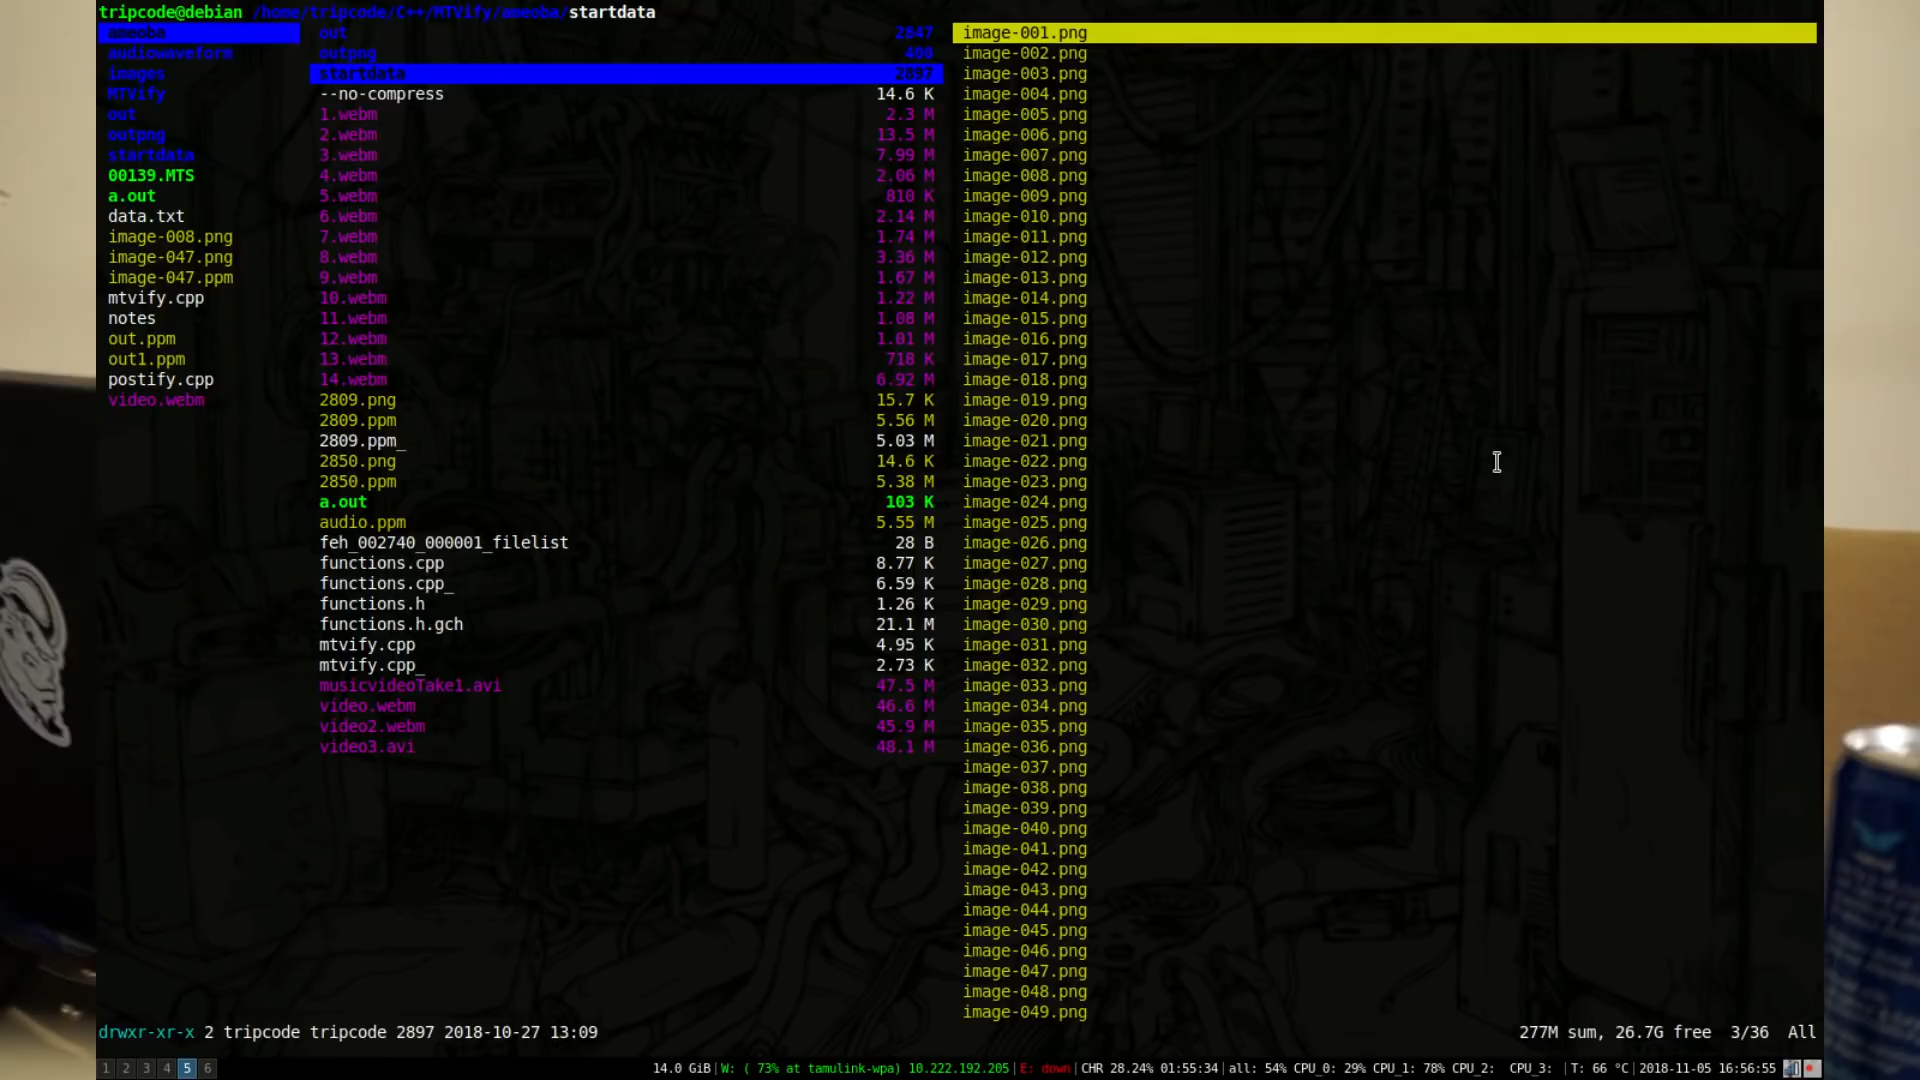 tripcode@debian /home/tripcode/C++/MTVify/ameoba/startdata
ameoba
audiowaveform
images
MTVify
out
outpng
startdata
00139.MTS
a.out
data.txt
image-008.png
image-047.png
image-047.ppm
mtvify.cpp
notes
out.ppm
out1.ppm
postify.cpp
video.webm
out 2847
outpng 400
startdata 2897
--no-compress 14.6 K
1.webm 2.3 M
2.webm 13.5 M
3.webm 7.99 M
4.webm 2.06 M
5.webm 810 K
6.webm 2.14 M
7.webm 1.74 M
8.webm 3.36 M
9.webm 1.67 M
10.webm 1.22 M
11.webm 1.08 M
12.webm 1.01 M
13.webm 718 K
14.webm 6.92 M
2809.png 15.7 K
2809.ppm 5.56 M
2809.ppm_ 5.03 M
2850.png 14.6 K
2850.ppm 5.38 M
a.out 103 K
audio.ppm 5.55 M
feh_002740_000001_filelist 28 B
functions.cpp 8.77 K
functions.cpp_ 6.59 K
functions.h 1.26 K
functions.h.gch 21.1 M
mtvify.cpp 4.95 K
mtvify.cpp_ 2.73 K
musicvideoTake1.avi 47.5 M
video.webm 46.6 M
video2.webm 45.9 M
video3.avi 48.1 M
image-001.png
image-002.png
image-003.png
image-004.png
image-005.png
image-006.png
image-007.png
image-008.png
image-009.png
image-010.png
image-011.png
image-012.png
image-013.png
image-014.png
image-015.png
image-016.png
image-017.png
image-018.png
image-019.png
image-020.png
image-021.png
image-022.png
image-023.png
image-024.png
image-025.png
image-026.png
image-027.png
image-028.png
image-029.png
image-030.png
image-031.png
image-032.png
image-033.png
image-034.png
image-035.png
image-036.png
image-037.png
image-038.png
image-039.png
image-040.png
image-041.png
image-042.png
image-043.png
image-044.png
image-045.png
image-046.png
image-047.png
image-048.png
image-049.png
drwxr-xr-x 2 tripcode tripcode 2897 2018-10-27 13:09 277M sum, 26.7G free 3/36 All
1 2 3 4 5 6 14.0 GiB|W: ( 73% at tamulink-wpa) 10.222.192.205|E: down|CHR 28.24% 01:55:34|all: 54% CPU_0: 29% CPU_1: 78% CPU_2: CPU_3: |T: 66 °C|2018-11-05 16:56:55